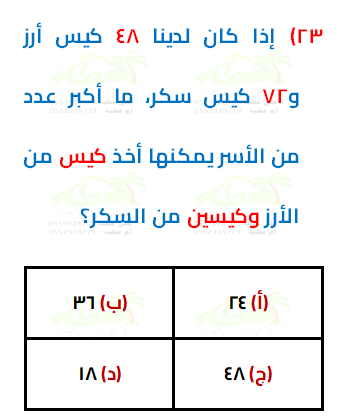 ٢٣) إذا كان لدينا ٤٨ كيس أرز
و٧٢ كيس سكر، ما أكبر عدد
من الأسر يمكنها أخذ كيس من
الأرز وكيسين من السكر؟
(أ) ٢٤
(ب) ٣٦
(ج) ٤٨
(د) ١٨